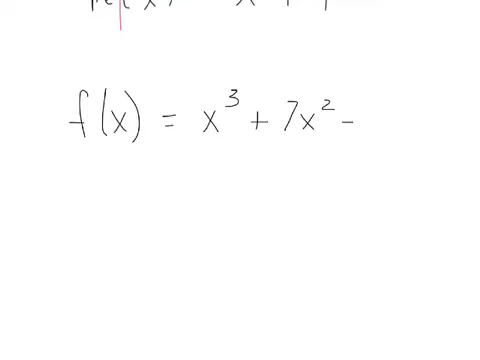 f(x) = x³ + 7x² -